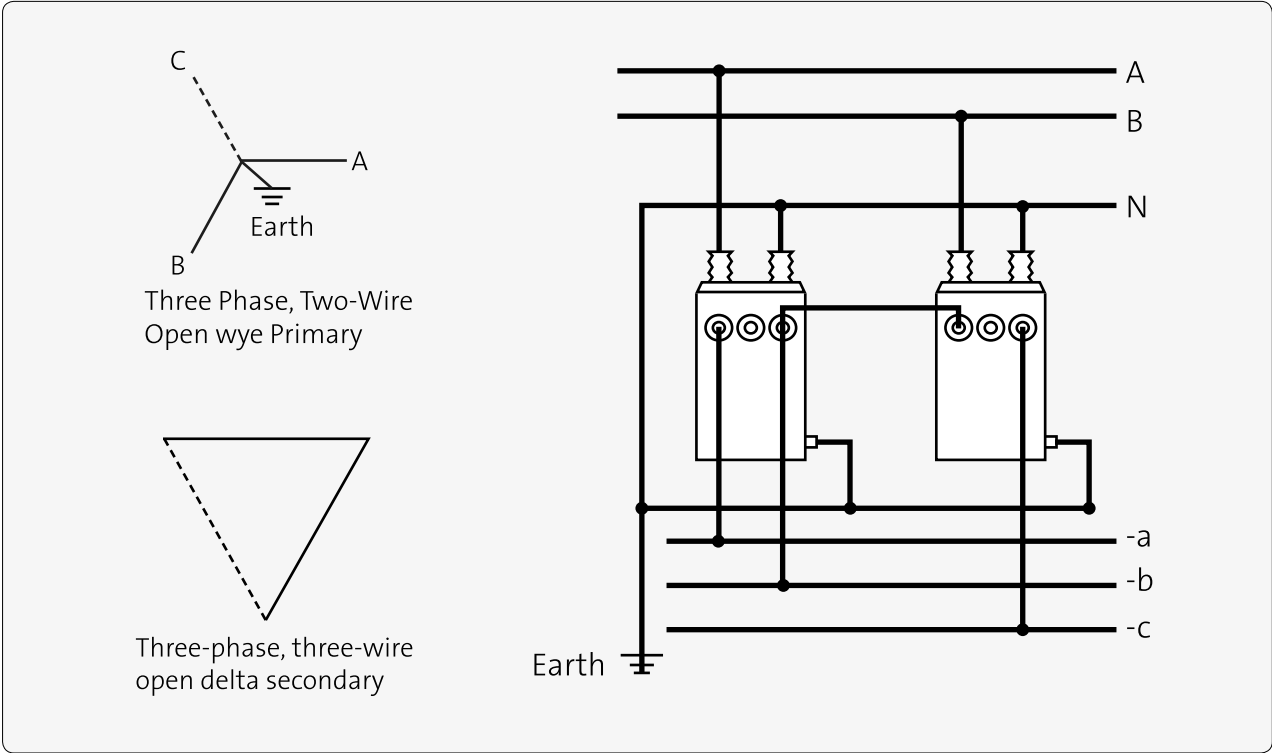 C
A
Earth
B
Three Phase, Two-Wire
Open wye Primary
Three-phase, three-wire
open delta secondary
A
B
N
-a
-b
-c
Earth